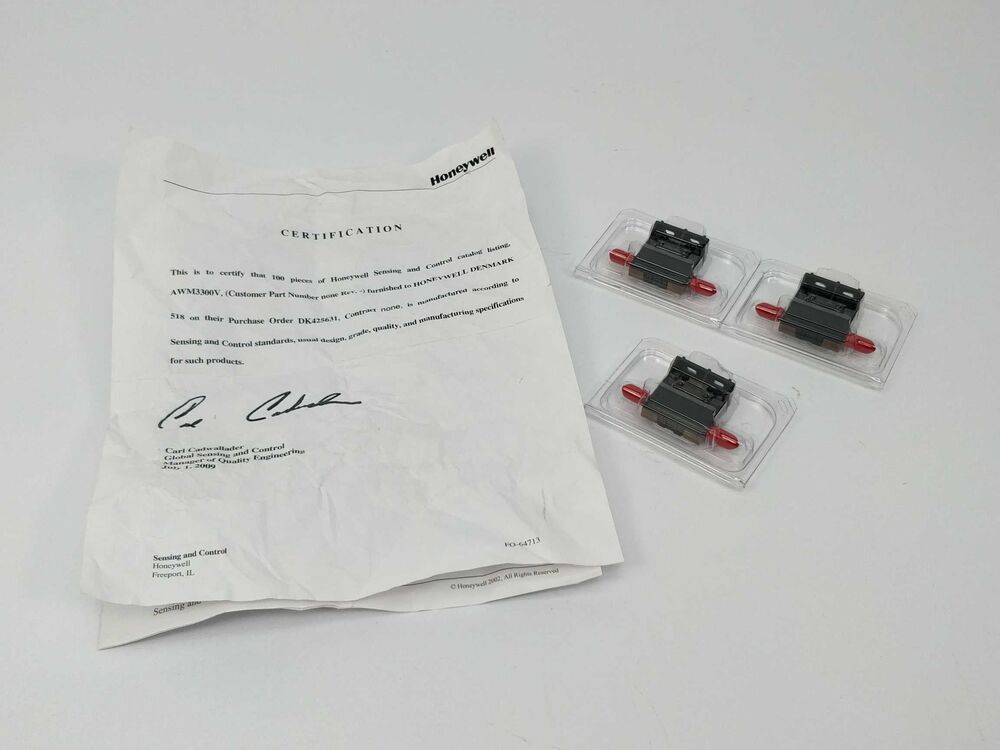 Honeywell
CERTIFICATION
This is to certify that 100 pieces of Honeywell Sensing and Control catalog listing,
AWM3300V, (Customer Part Number none Rev. -) furnished to HONEYWELL DENMARK
518 on their Purchase Order DK425631, Contract none, is manufactured according to
Sensing and Control standards, usual design, grade, quality, and manufacturing specifications
for such products.
Carl Cadwallader
Global Sensing and Control
Manager of Quality Engineering
July 1, 2009
Sensing and Control
Honeywell
Freeport, IL
FO-64713
Sensing and
© Honeywell 2002, All Rights Reserved